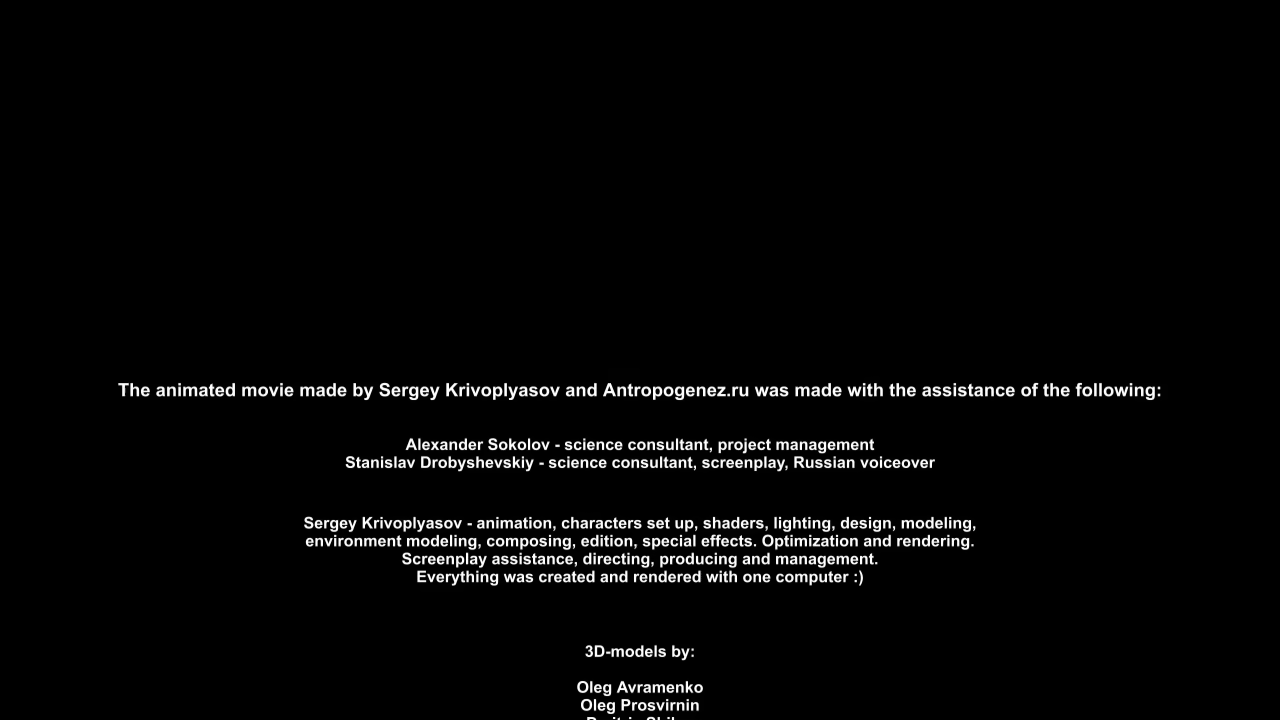 The animated movie made by Sergey Krivoplyasov and Antropogenez.ru was made with the assistance of the following:
Alexander Sokolov - science consultant, project management
Stanislav Drobyshevskiy - science consultant, screenplay, Russian voiceover
Sergey Krivoplyasov - animation, characters set up, shaders, lighting, design, modeling,
environment modeling, composing, edition, special effects. Optimization and rendering.
Screenplay assistance, directing, producing and management.
Everything was created and rendered with one computer :)
3D-models by:
Oleg Avramenko
Oleg Prosvirnin